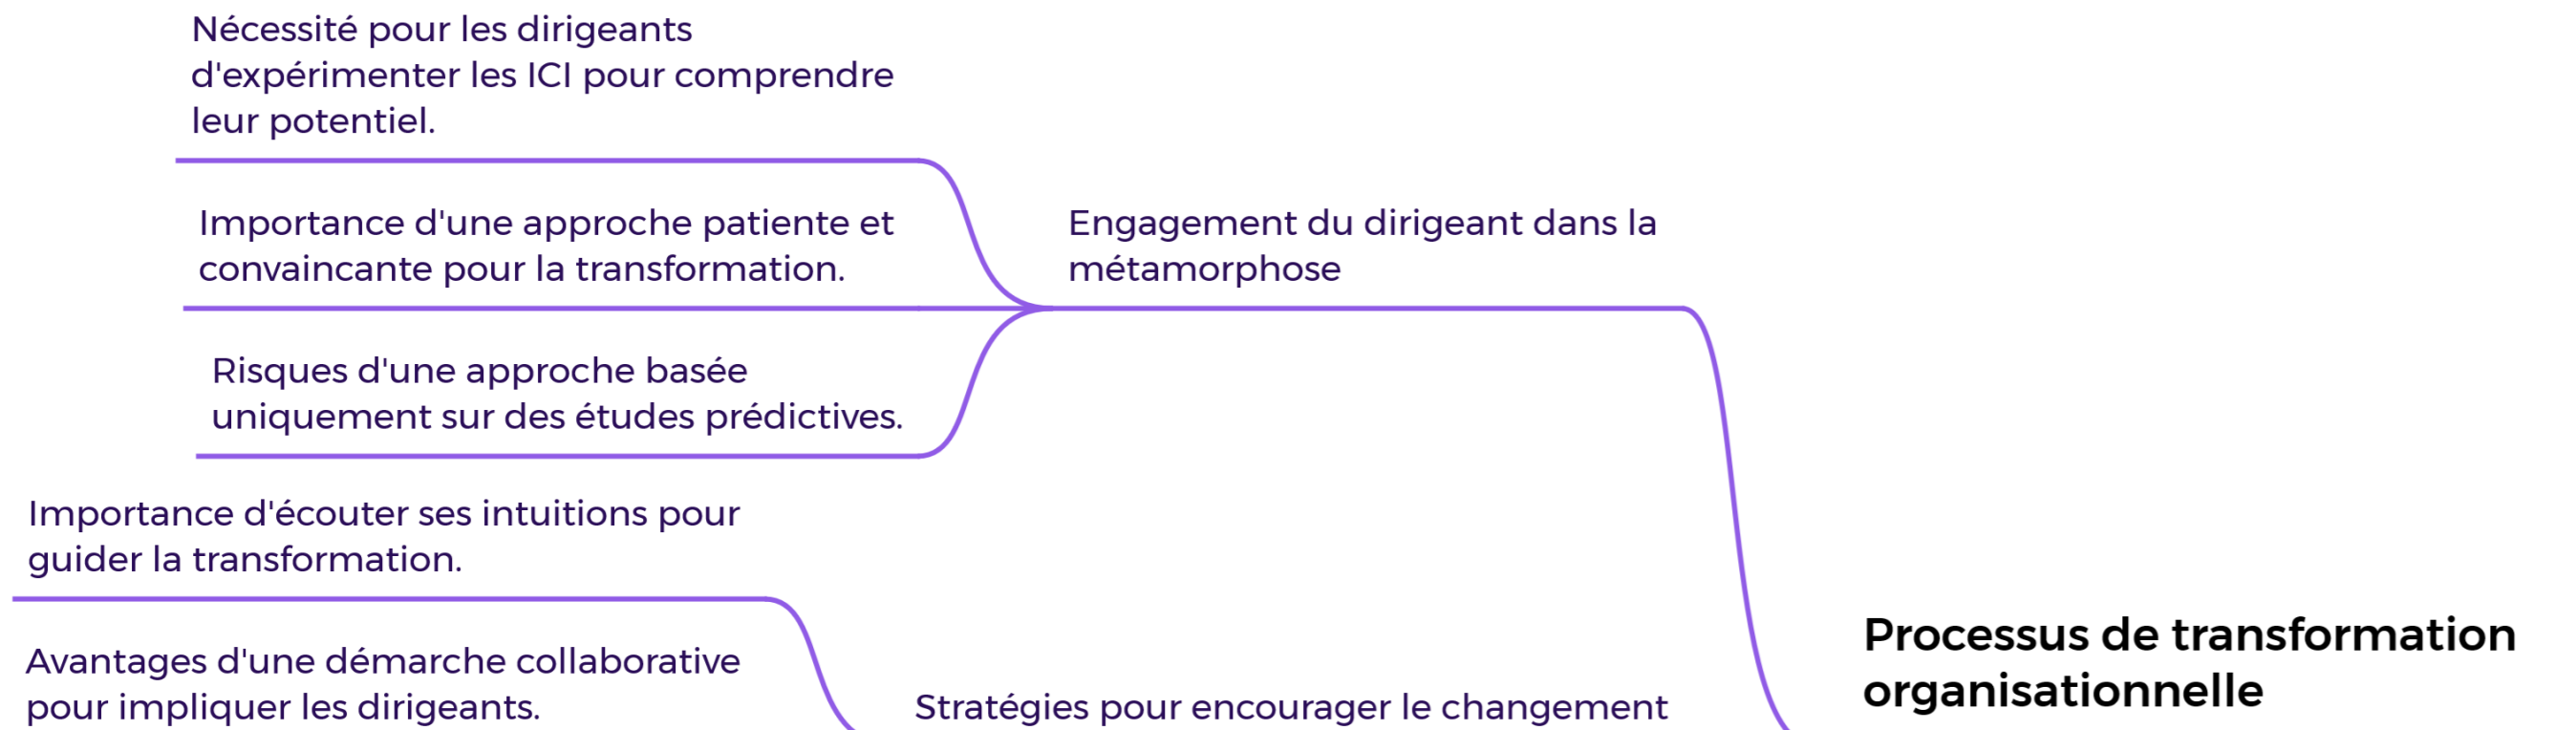 Nécessité pour les dirigeants
d'expérimenter les ICI pour comprendre
leur potentiel.
Importance d'une approche patiente et
convaincante pour la transformation.
Engagement du dirigeant dans la
métamorphose
Risques d'une approche basée
uniquement sur des études prédictives.
Importance d'écouter ses intuitions pour
guider la transformation.
Avantages d'une démarche collaborative
pour impliquer les dirigeants.
Stratégies pour encourager le changement
Processus de transformation
organisationnelle